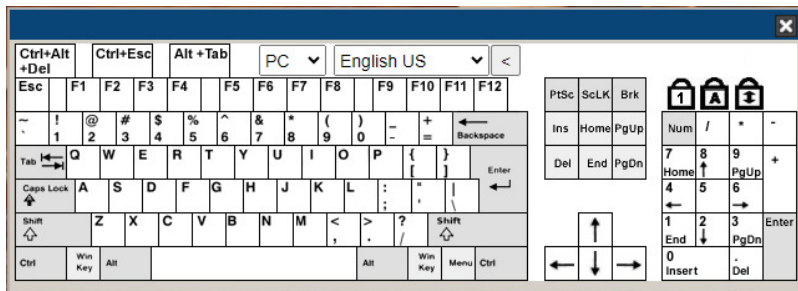 Ctrl+Alt +Del Ctrl+Esc Alt +Tab PC English US <
Esc F1 F2 F3 F4 F5 F6 F7 F8 F9 F10 F11 F12
~ ! @ # $ % ^ & * ( ) _ +
` 1 2 3 4 5 6 7 8 9 0 - = Backspace
Tab Q W E R T Y U I O P { }
[ ] Enter
Caps Lock A S D F G H J K L : " |
; ' \
Shift Z X C V B N M < > ? Shift
, . /
Ctrl Win Key Alt Alt Win Key Menu Ctrl
PtSc ScLK Brk
Ins Home PgUp
Del End PgDn
1 A
Num / * -
7 8 9 +
Home PgUp
4 5 6
1 2 3 Enter
End PgDn
0 .
Insert Del